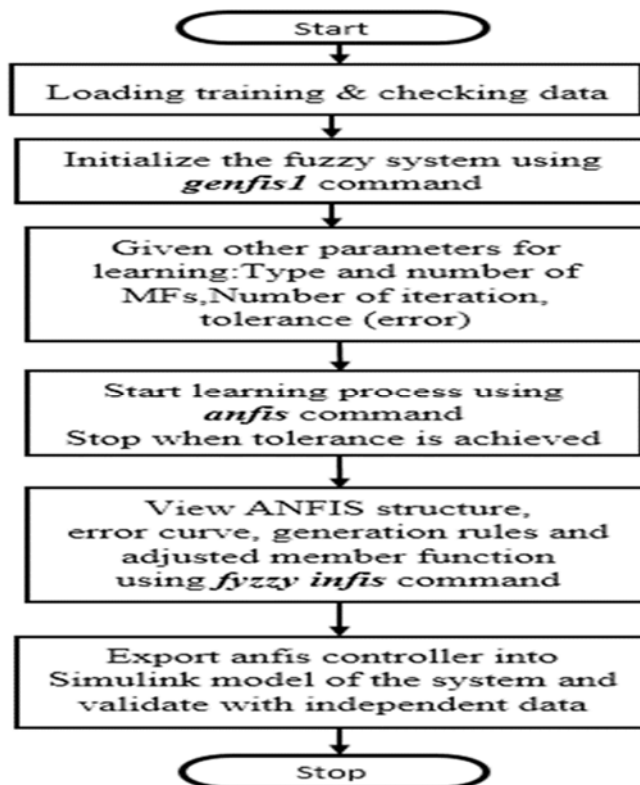 Start
Loading training & checking data
Initialize the fuzzy system using
genfis1 command
Given other parameters for
learning:Type and number of
MFs,Number of iteration,
tolerance (error)
Start learning process using
anfis command
Stop when tolerance is achieved
View ANFIS structure,
error curve, generation rules and
adjusted member function
using fyzzy infis command
Export anfis controller into
Simulink model of the system and
validate with independent data
Stop